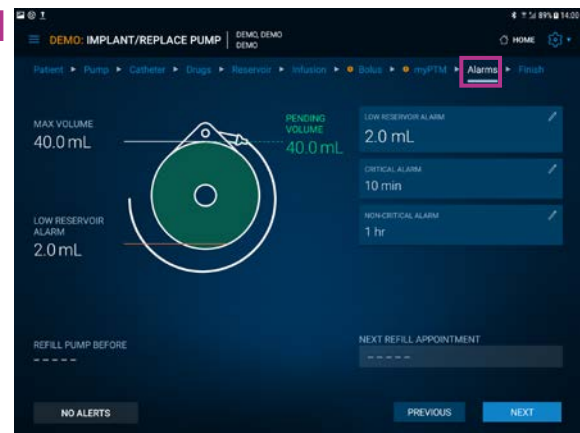 89% 14:00
DEMO: IMPLANT/REPLACE PUMP
DEMO, DEMO
DEMO
HOME
Patient Pump Catheter Drugs Reservoir Infusion Bolus myPTM Alarms Finish
MAX VOLUME
40.0 mL
PENDING
VOLUME
40.0 mL
LOW RESERVOIR
ALARM
2.0 mL
LOW RESERVOIR ALARM
2.0 mL
CRITICAL ALARM
10 min
NON-CRITICAL ALARM
1 hr
REFILL PUMP BEFORE
-----
NEXT REFILL APPOINTMENT
-----
NO ALERTS
PREVIOUS
NEXT